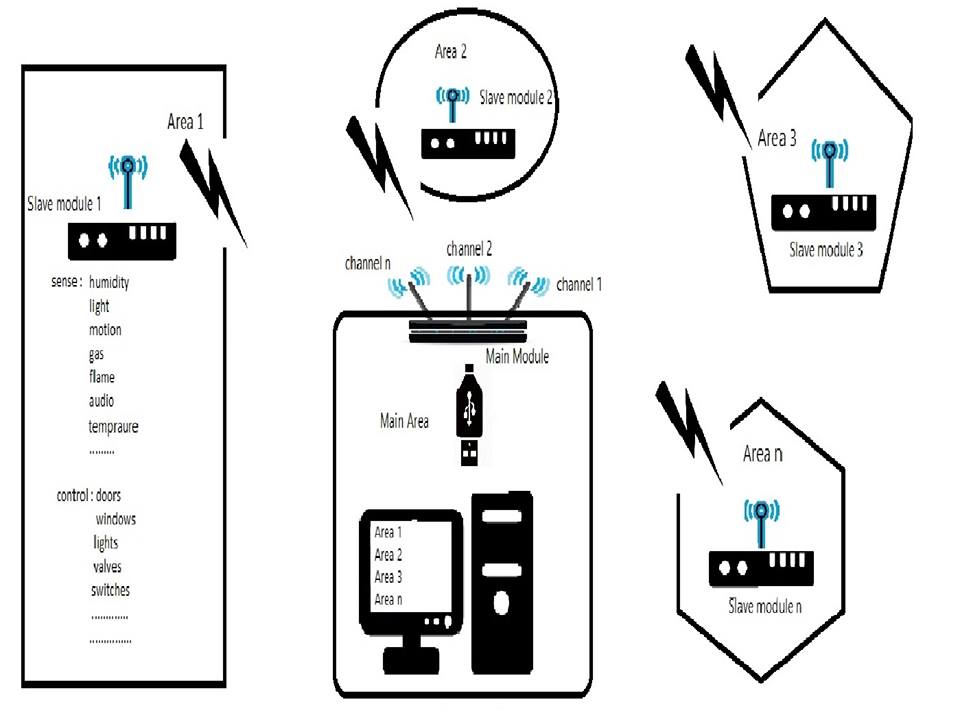 Area 1
Slave module 1
sense : humidity
light
motion
gas
flame
audio
tempraure
.........
control : doors
windows
lights
valves
switches
.............
...............
Area 2
Slave module 2
channel n
channel 2
channel 1
Main Module
Main Area
Area 1
Area 2
Area 3
Area n
Area 3
Slave module 3
Area n
Slave module n